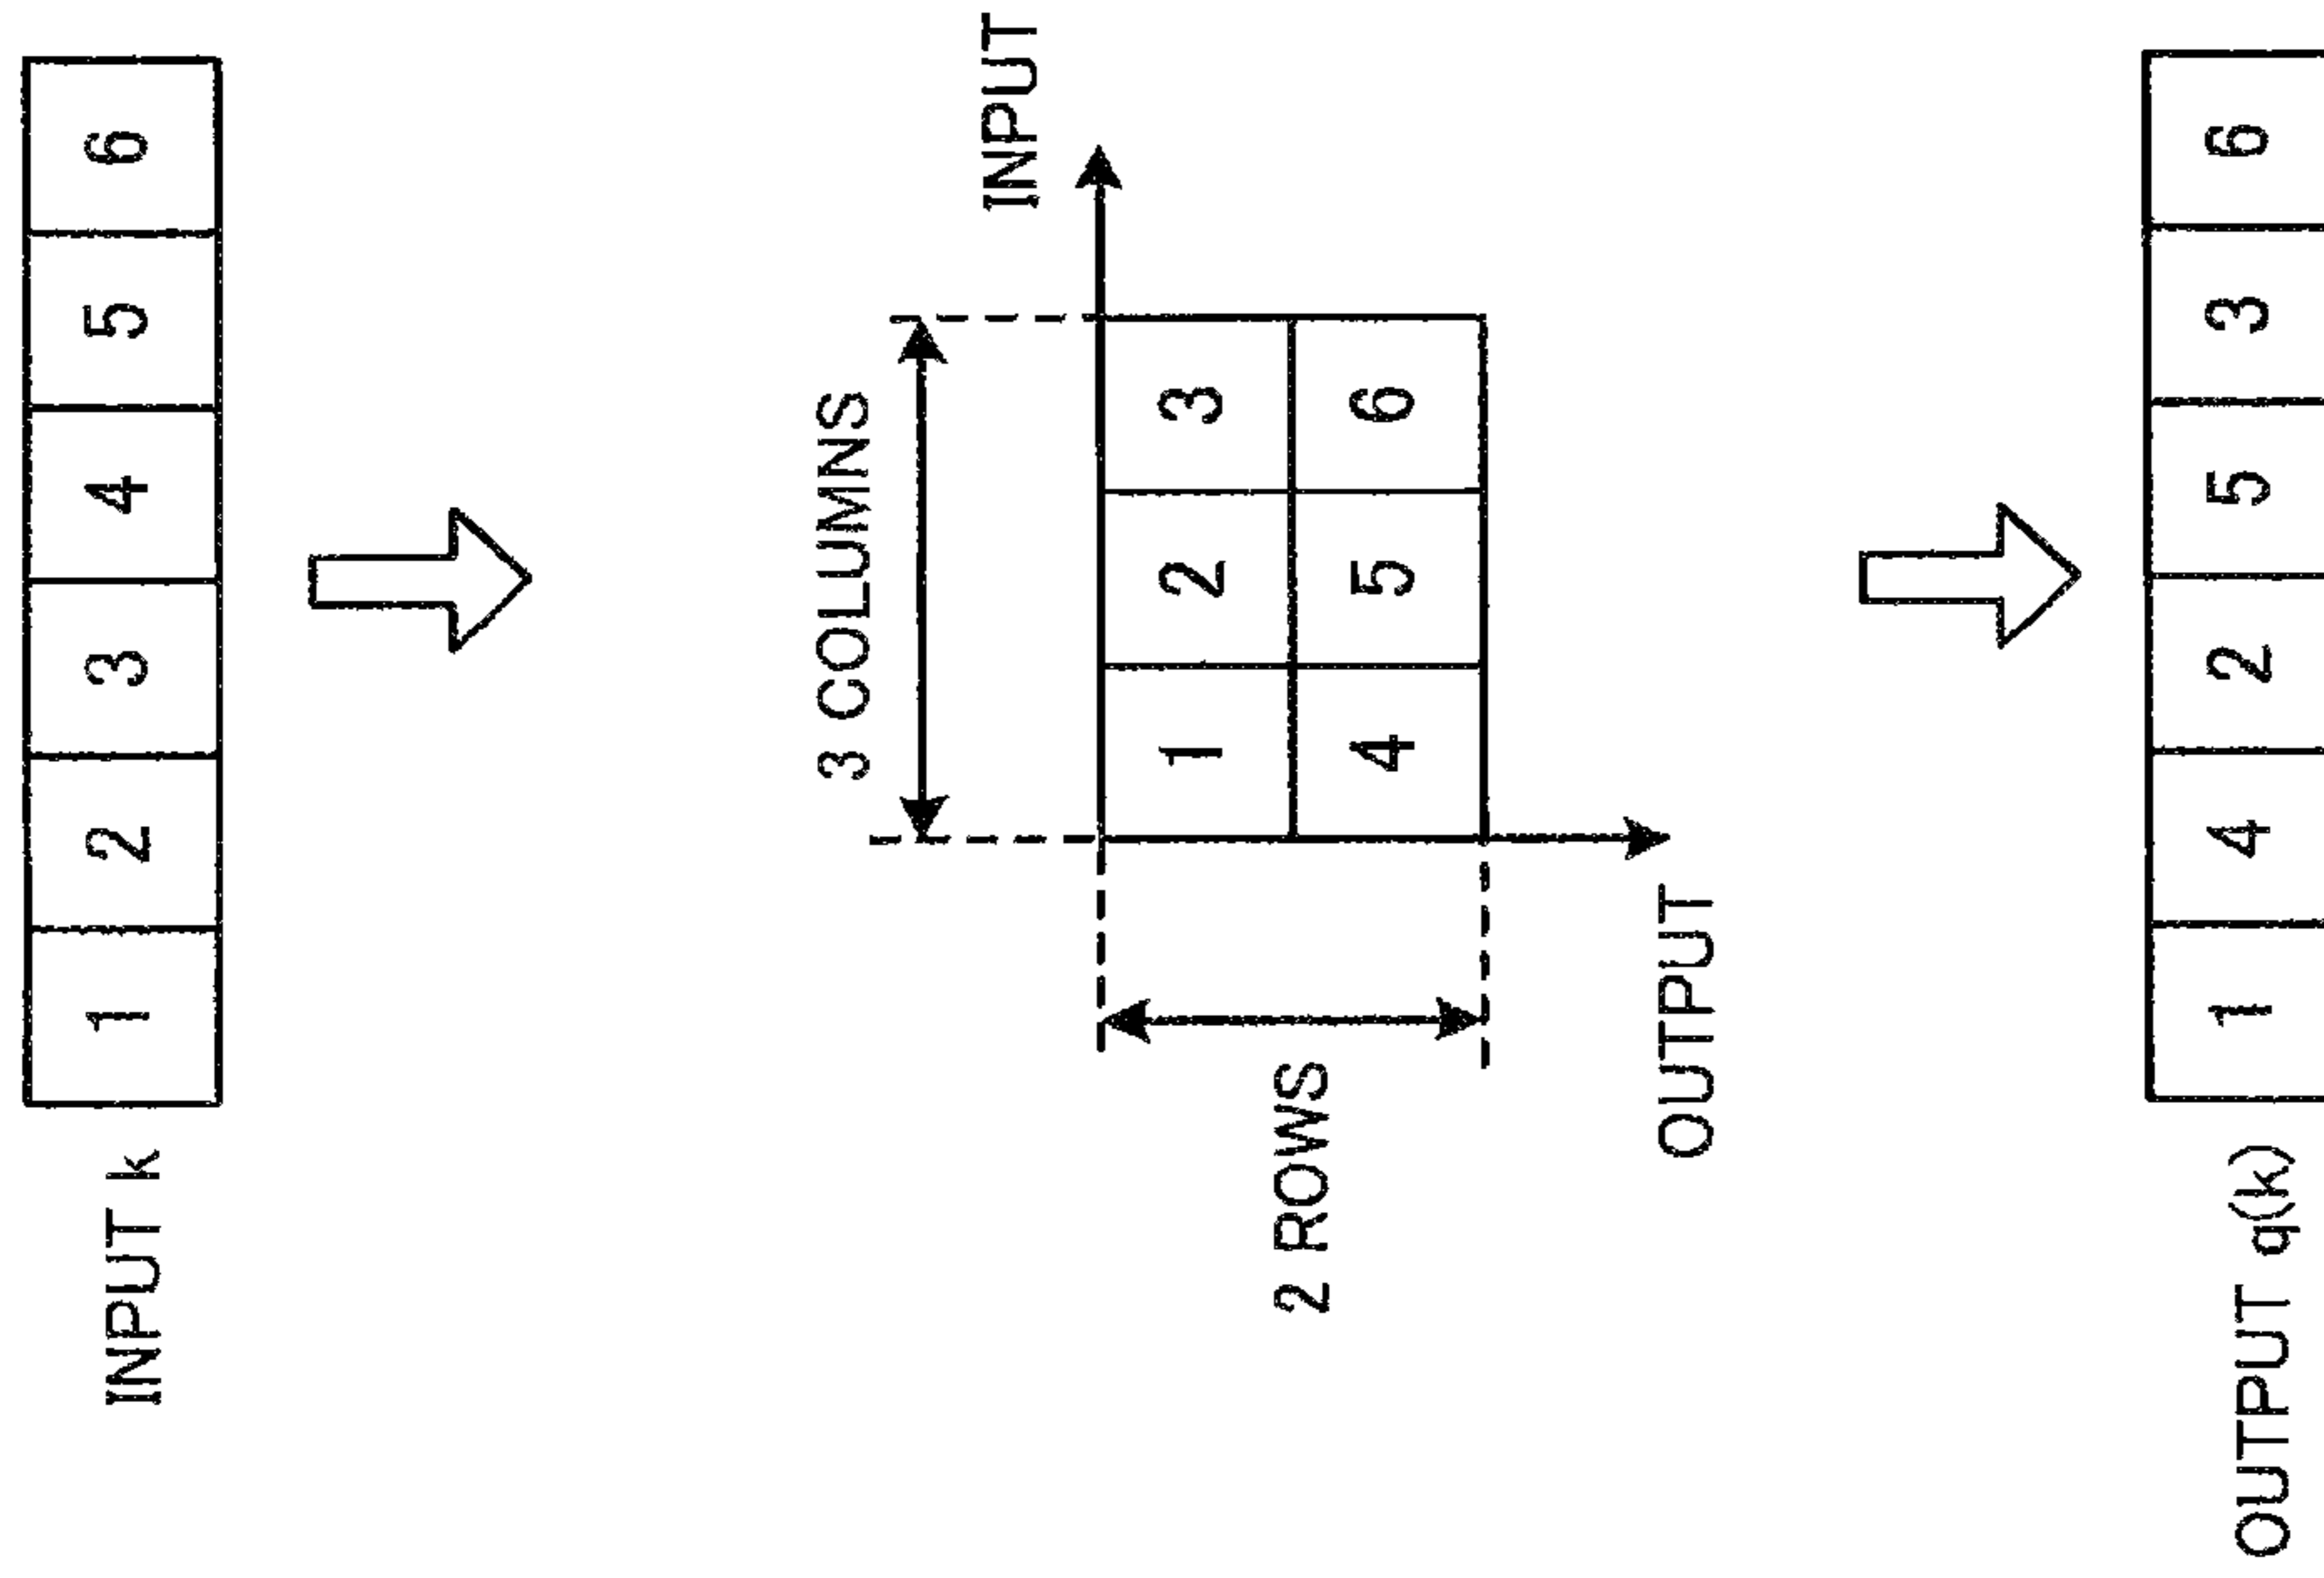 INPUT k 1 2 3 4 5 6
3 COLUMNS
INPUT
2 ROWS
1 2 3
4 5 6
OUTPUT
OUTPUT q(k) 1 4 2 5 3 6